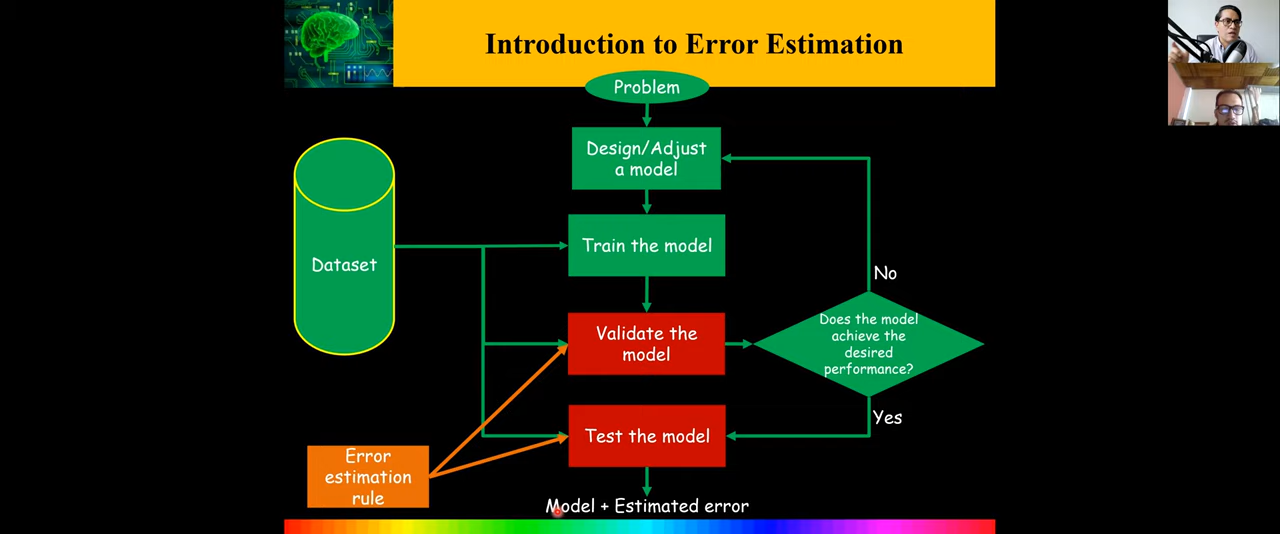 Introduction to Error Estimation
Problem
Design/Adjust
a model
Train the model
Dataset
No
Validate the
model
Does the model
achieve the
desired
performance?
Yes
Test the model
Error
estimation
rule
Model + Estimated error